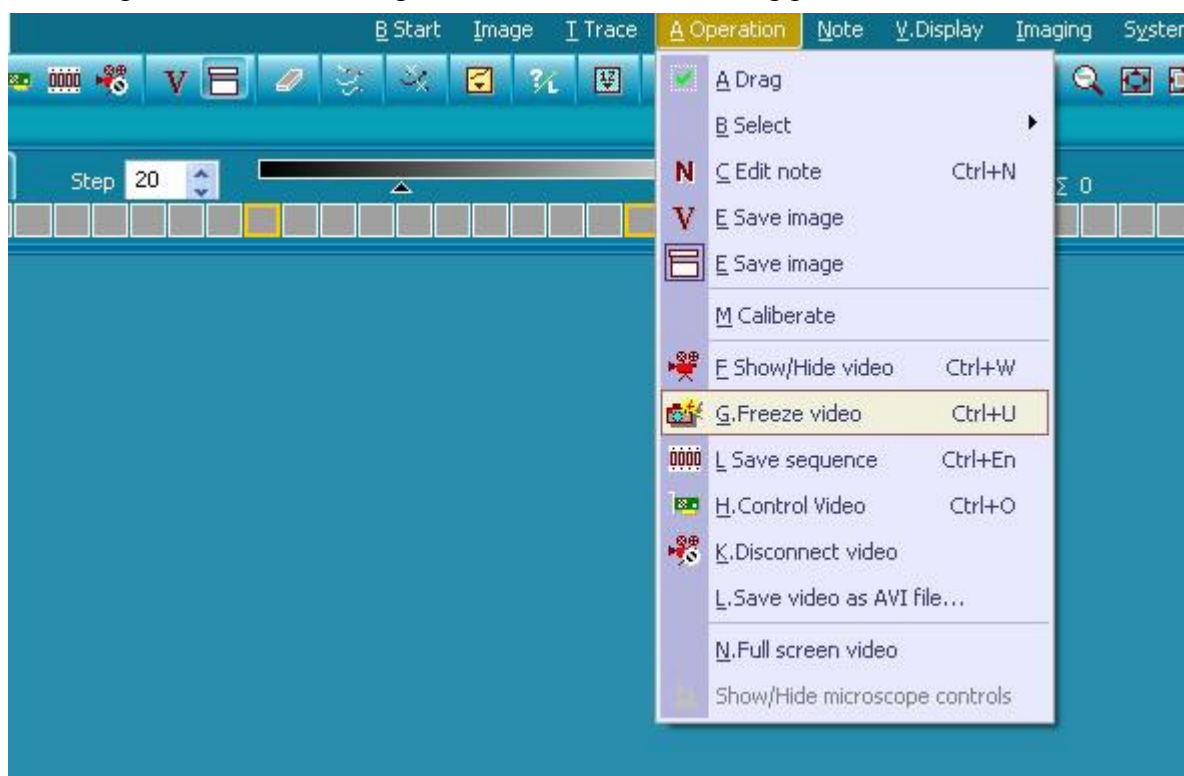 B Start Image T Trace A Operation Note V.Display Imaging System
V
Step 20
Σ 0
A Drag
B Select
N C Edit note Ctrl+N
V E Save image
E Save image
M Caliberate
F Show/Hide video Ctrl+W
G.Freeze video Ctrl+U
L Save sequence Ctrl+En
H.Control Video Ctrl+O
K.Disconnect video
L.Save video as AVI file...
N.Full screen video
Show/Hide microscope controls